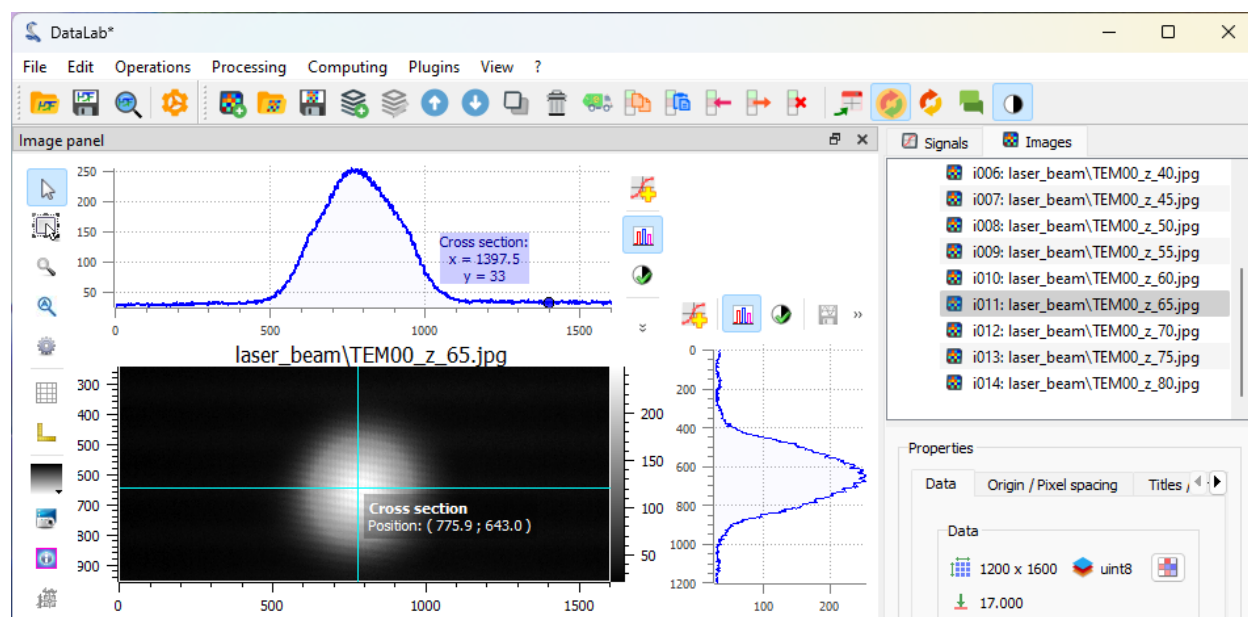 DataLab*
File Edit Operations Processing Computing Plugins View ?
Image panel
Signals
Images
250
200
150
100
50
0 500 1000 1500
Cross section:
x = 1397.5
y = 33
laser_beam\TEM00_z_65.jpg
300
400
500
600
700
800
900
0 500 1000 1500
Cross section
Position: ( 775.9 ; 643.0 )
200
150
100
50
0
200
400
600
800
1000
1200
100 200
i006: laser_beam\TEM00_z_40.jpg
i007: laser_beam\TEM00_z_45.jpg
i008: laser_beam\TEM00_z_50.jpg
i009: laser_beam\TEM00_z_55.jpg
i010: laser_beam\TEM00_z_60.jpg
i011: laser_beam\TEM00_z_65.jpg
i012: laser_beam\TEM00_z_70.jpg
i013: laser_beam\TEM00_z_75.jpg
i014: laser_beam\TEM00_z_80.jpg
Properties
Data Origin / Pixel spacing Titles /
Data
1200 x 1600 uint8
17.000